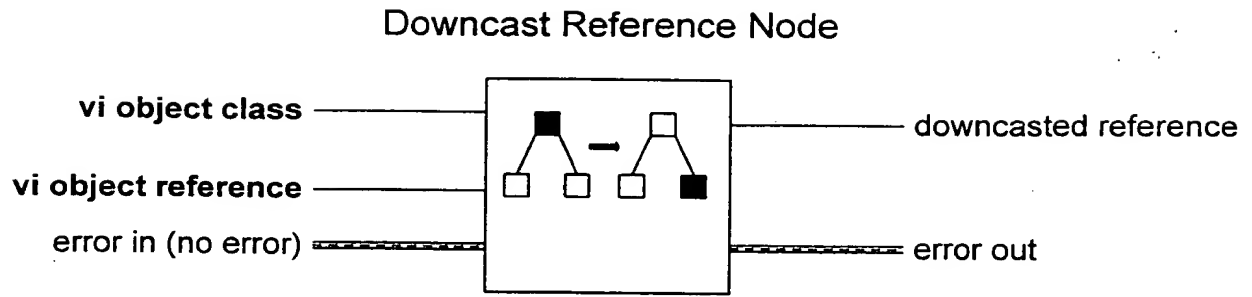 Downcast Reference Node
vi object class
downcasted reference
vi object reference
error in (no error)
error out